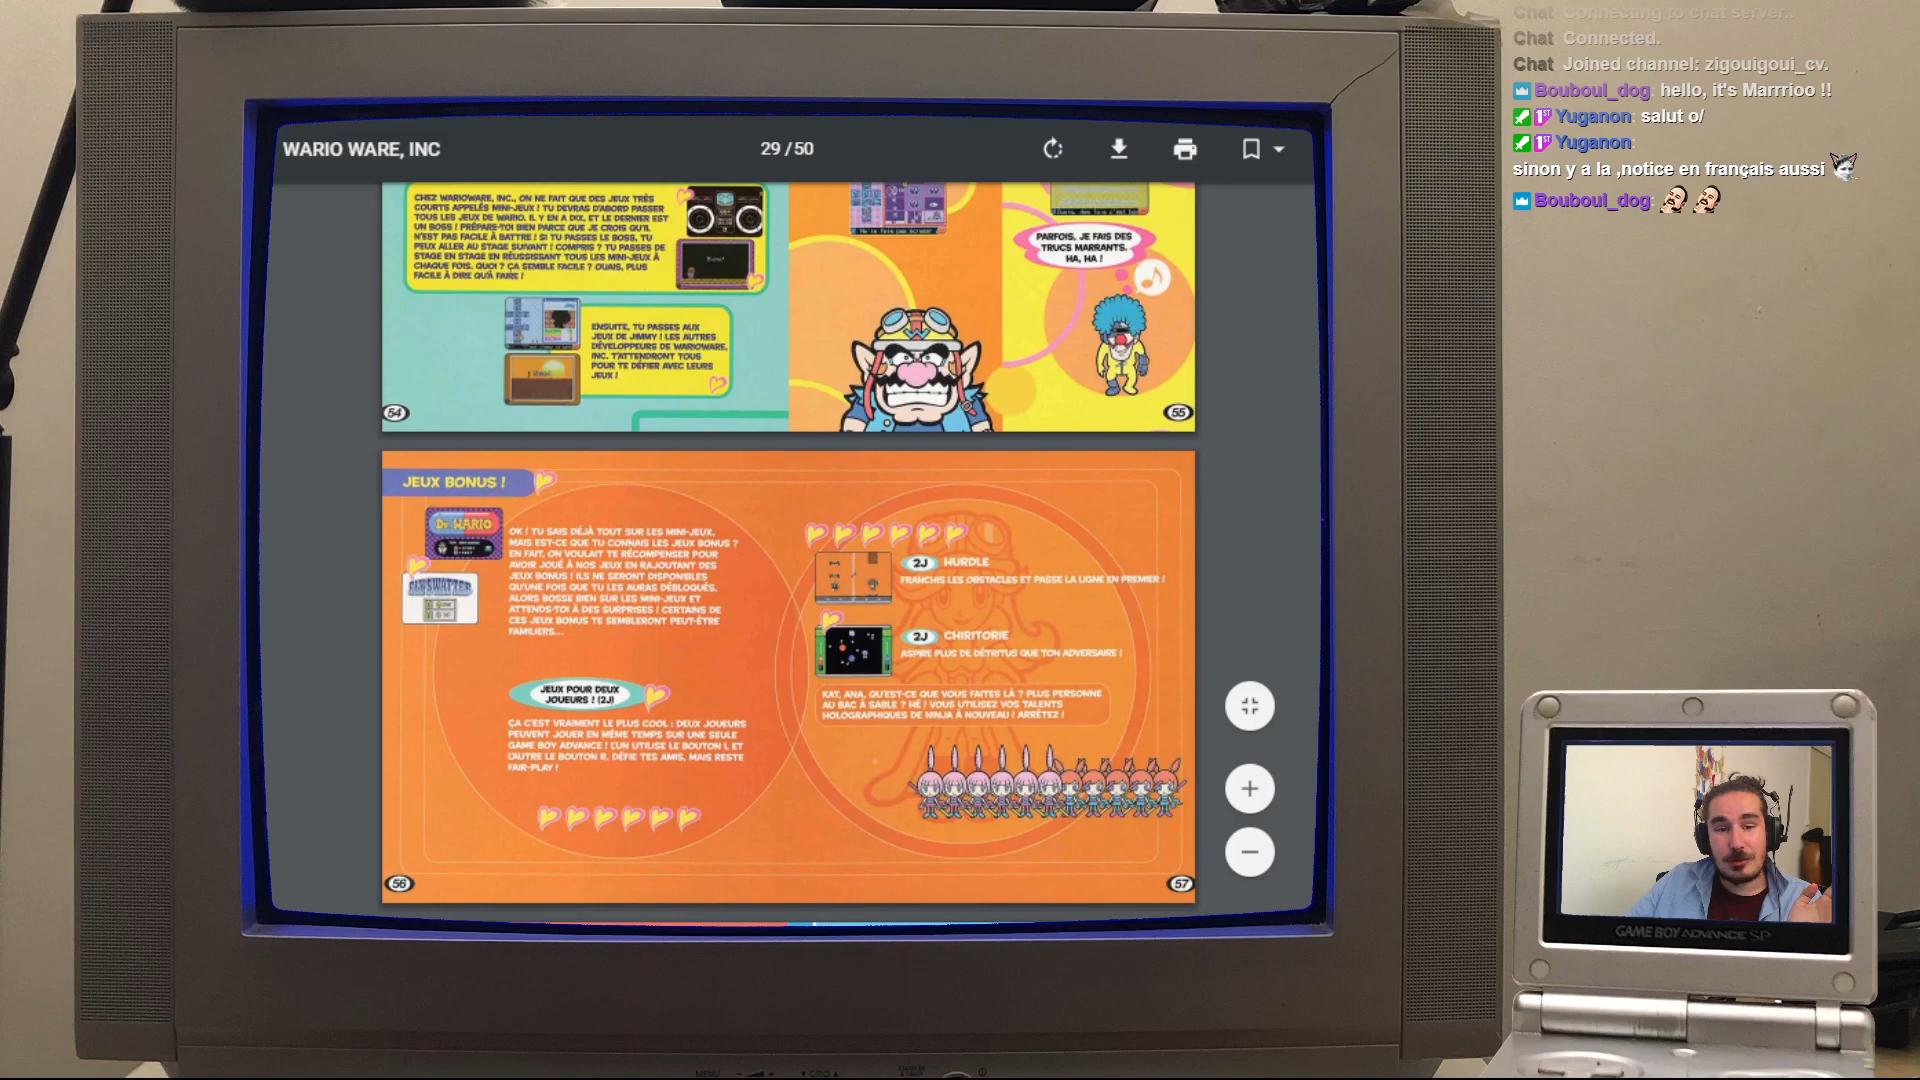 Chat Connecting to chat server..
Chat Connected.
Chat Joined channel: zigouigoui_cv.
Bouboul_dog: hello, it's Marrrioo !!
1ST Yuganon: salut o/
1ST Yuganon:
sinon y a la ,notice en français aussi
Bouboul_dog:
WARIO WARE, INC
29 / 50
CHEZ WARIOWARE, INC., ON NE FAIT QUE DES JEUX TRÈS
COURTS APPELÉS MINI-JEUX ! TU DEVRAS D'ABORD PASSER
TOUS LES JEUX DE WARIO. IL Y EN A DIX, ET LE DERNIER EST
UN BOSS ! PRÉPARE-TOI BIEN PARCE QUE JE CROIS QU'IL
N'EST PAS FACILE À BATTRE ! SI TU PASSES LE BOSS, TU
PEUX ALLER AU STAGE SUIVANT ! COMPRIS ? TU PASSES DE
STAGE EN STAGE EN RÉUSSISSANT TOUS LES MINI-JEUX À
CHAQUE FOIS. QUOI ? ÇA SEMBLE FACILE ? OUAIS, PLUS
FACILE À DIRE QU'À FAIRE !
ENSUITE, TU PASSES AUX
JEUX DE JIMMY ! LES AUTRES
DÉVELOPPEURS DE WARIOWARE,
INC. T'ATTENDRONT TOUS
POUR TE DÉFIER AVEC LEURS
JEUX !
54
PARFOIS, JE FAIS DES
TRUCS MARRANTS.
HA, HA !
55
JEUX BONUS !
Dr. WARIO
FLYSWATTER
OK ! TU SAIS DÉJÀ TOUT SUR LES MINI-JEUX,
MAIS EST-CE QUE TU CONNAIS LES JEUX BONUS ?
EN FAIT, ON VOULAIT TE RÉCOMPENSER POUR
AVOIR JOUÉ À NOS JEUX EN RAJOUTANT DES
JEUX BONUS ! ILS NE SERONT DISPONIBLES
QU'UNE FOIS QUE TU LES AURAS DÉBLOQUÉS,
ALORS BOSSE BIEN SUR LES MINI-JEUX ET
ATTENDS-TOI À DES SURPRISES ! CERTAINS DE
CES JEUX BONUS TE SEMBLERONT PEUT-ÊTRE
FAMILIERS...
JEUX POUR DEUX
JOUEURS ! (2J)
ÇA C'EST VRAIMENT LE PLUS COOL : DEUX JOUEURS
PEUVENT JOUER EN MÊME TEMPS SUR UNE SEULE
GAME BOY ADVANCE ! L'UN UTILISE LE BOUTON L ET
L'AUTRE LE BOUTON R. DÉFIE TES AMIS, MAIS RESTE
FAIR-PLAY !
56
2J HURDLE
FRANCHIS LES OBSTACLES ET PASSE LA LIGNE EN PREMIER !
2J CHIRITORIE
ASPIRE PLUS DE DÉTRITUS QUE TON ADVERSAIRE !
KAT, ANA, QU'EST-CE QUE VOUS FAITES LÀ ? PLUS PERSONNE
AU BAC À SABLE ? HÉ ! VOUS UTILISEZ VOS TALENTS
HOLOGRAPHIQUES DE NINJA À NOUVEAU ! ARRÊTEZ !
57
GAME BOY ADVANCE SP
MENU